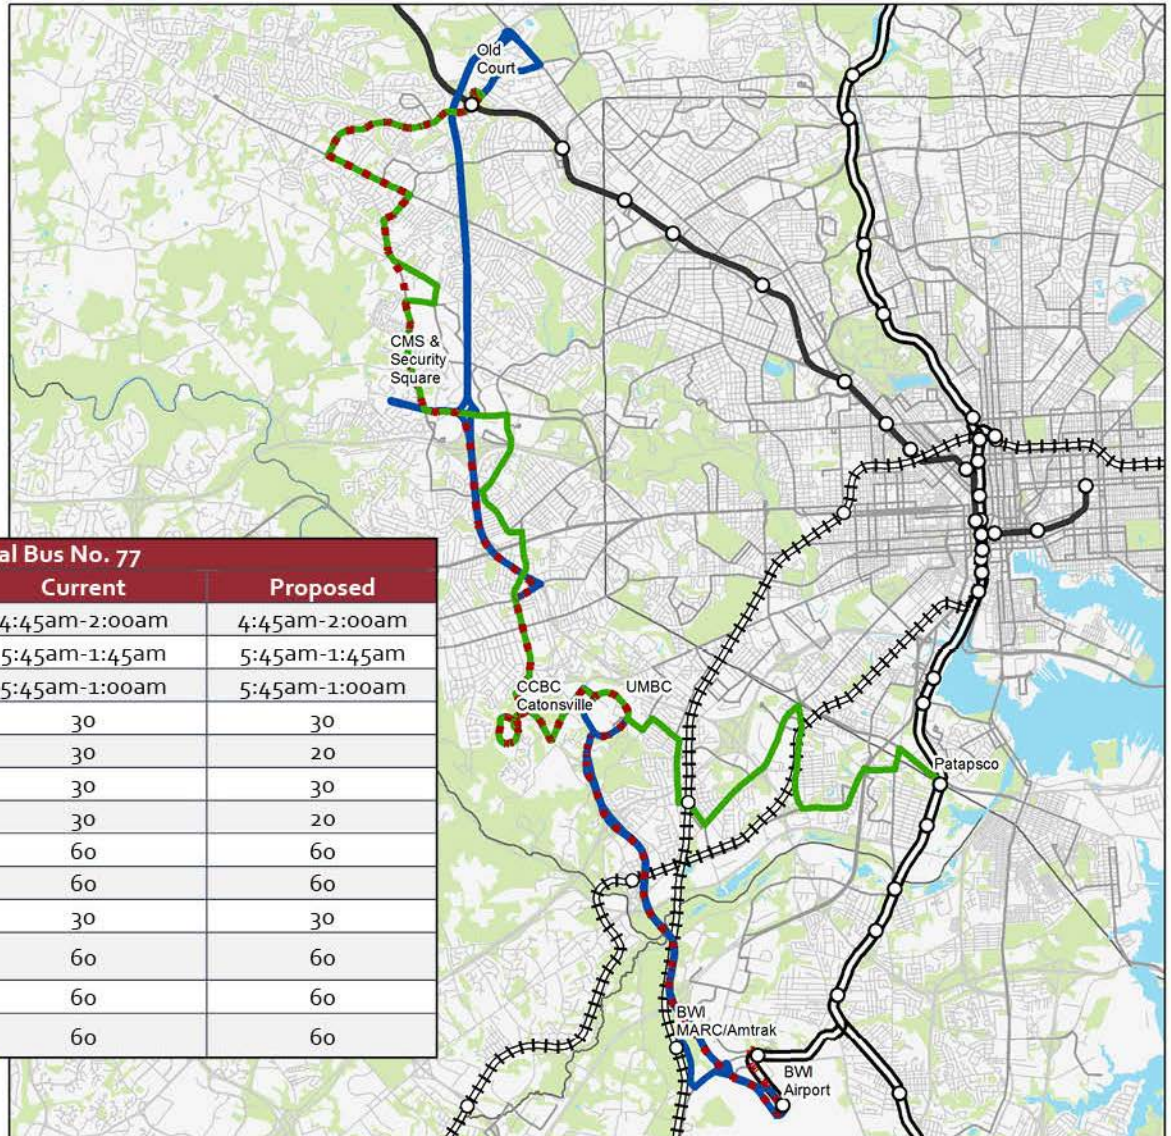 Old
Court
CMS &
Security
Square
al Bus No. 77
Current Proposed
4:45am-2:00am 4:45am-2:00am
5:45am-1:45am 5:45am-1:45am
5:45am-1:00am 5:45am-1:00am
30 30
30 20
30 30
30 20
60 60
60 60
30 30
60 60
60 60
60 60
CCBC
Catonsville
UMBC
Patapsco
BWI
MARC/Amtrak
BWI
Airport